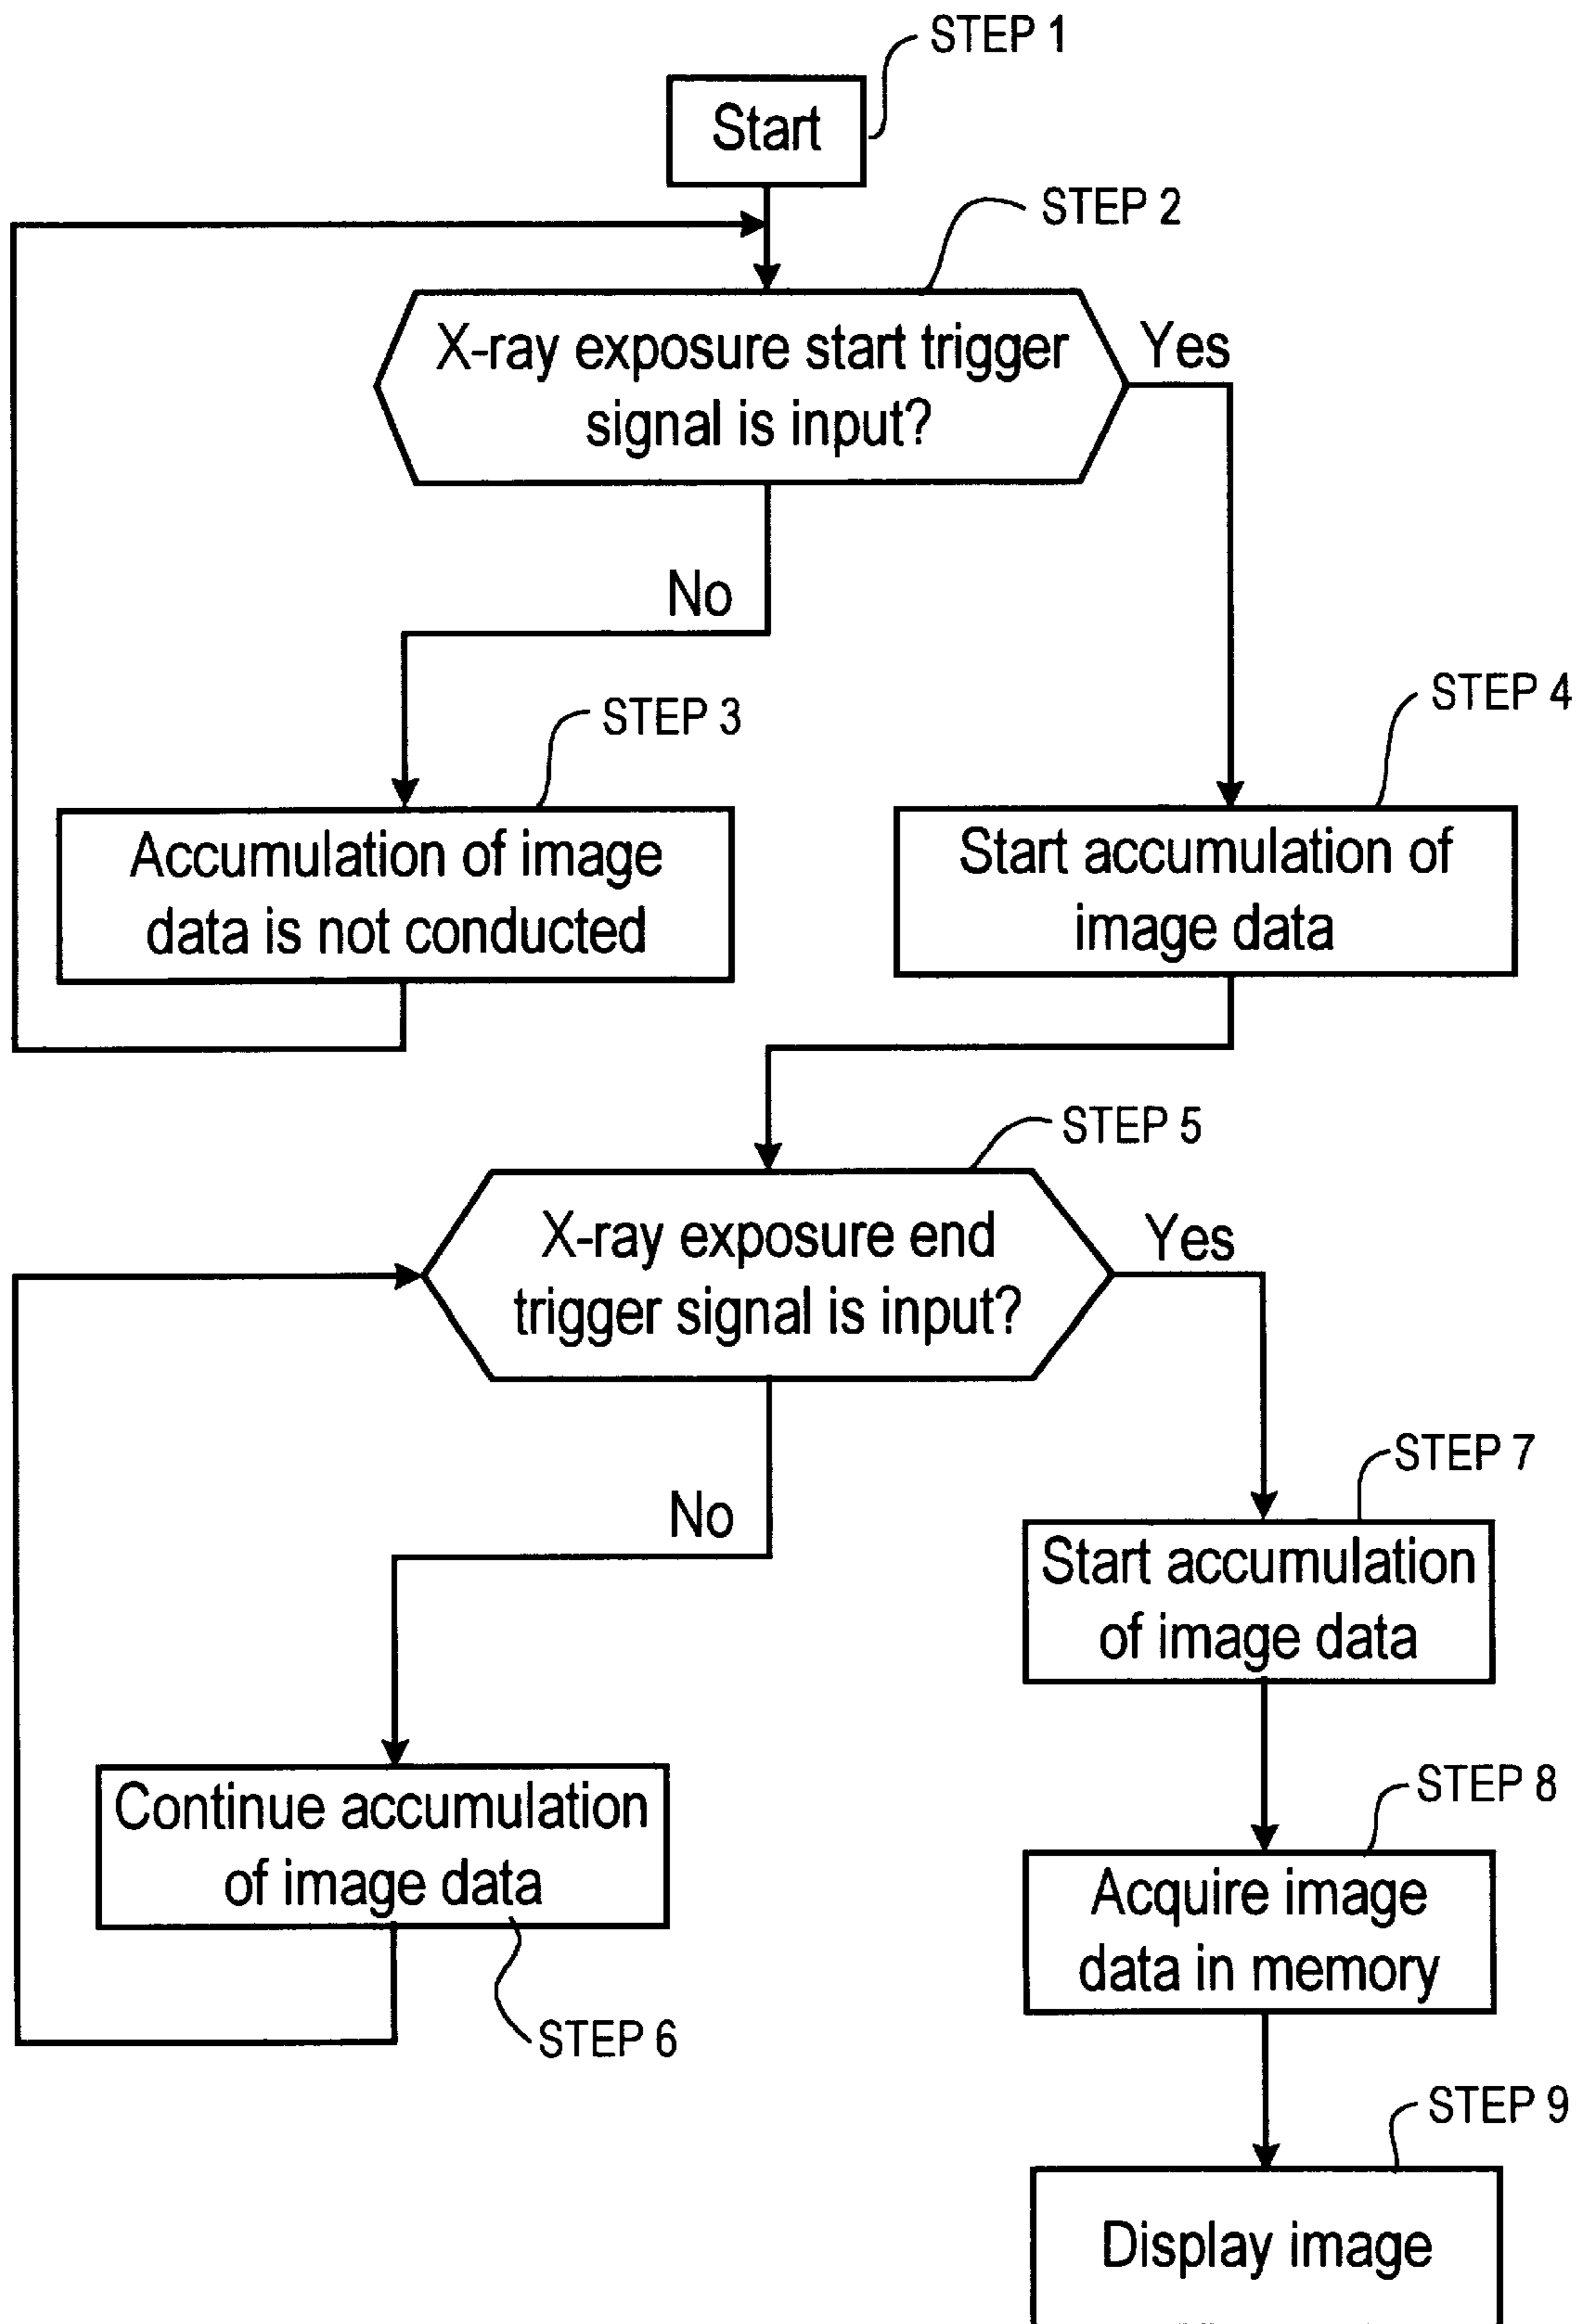 STEP 1
Start
STEP 2
X-ray exposure start trigger
signal is input?
Yes
No
STEP 3
STEP 4
Accumulation of image
data is not conducted
Start accumulation of
image data
STEP 5
X-ray exposure end
trigger signal is input?
Yes
No
STEP 7
Start accumulation
of image data
Continue accumulation
of image data
STEP 6
STEP 8
Acquire image
data in memory
STEP 9
Display image